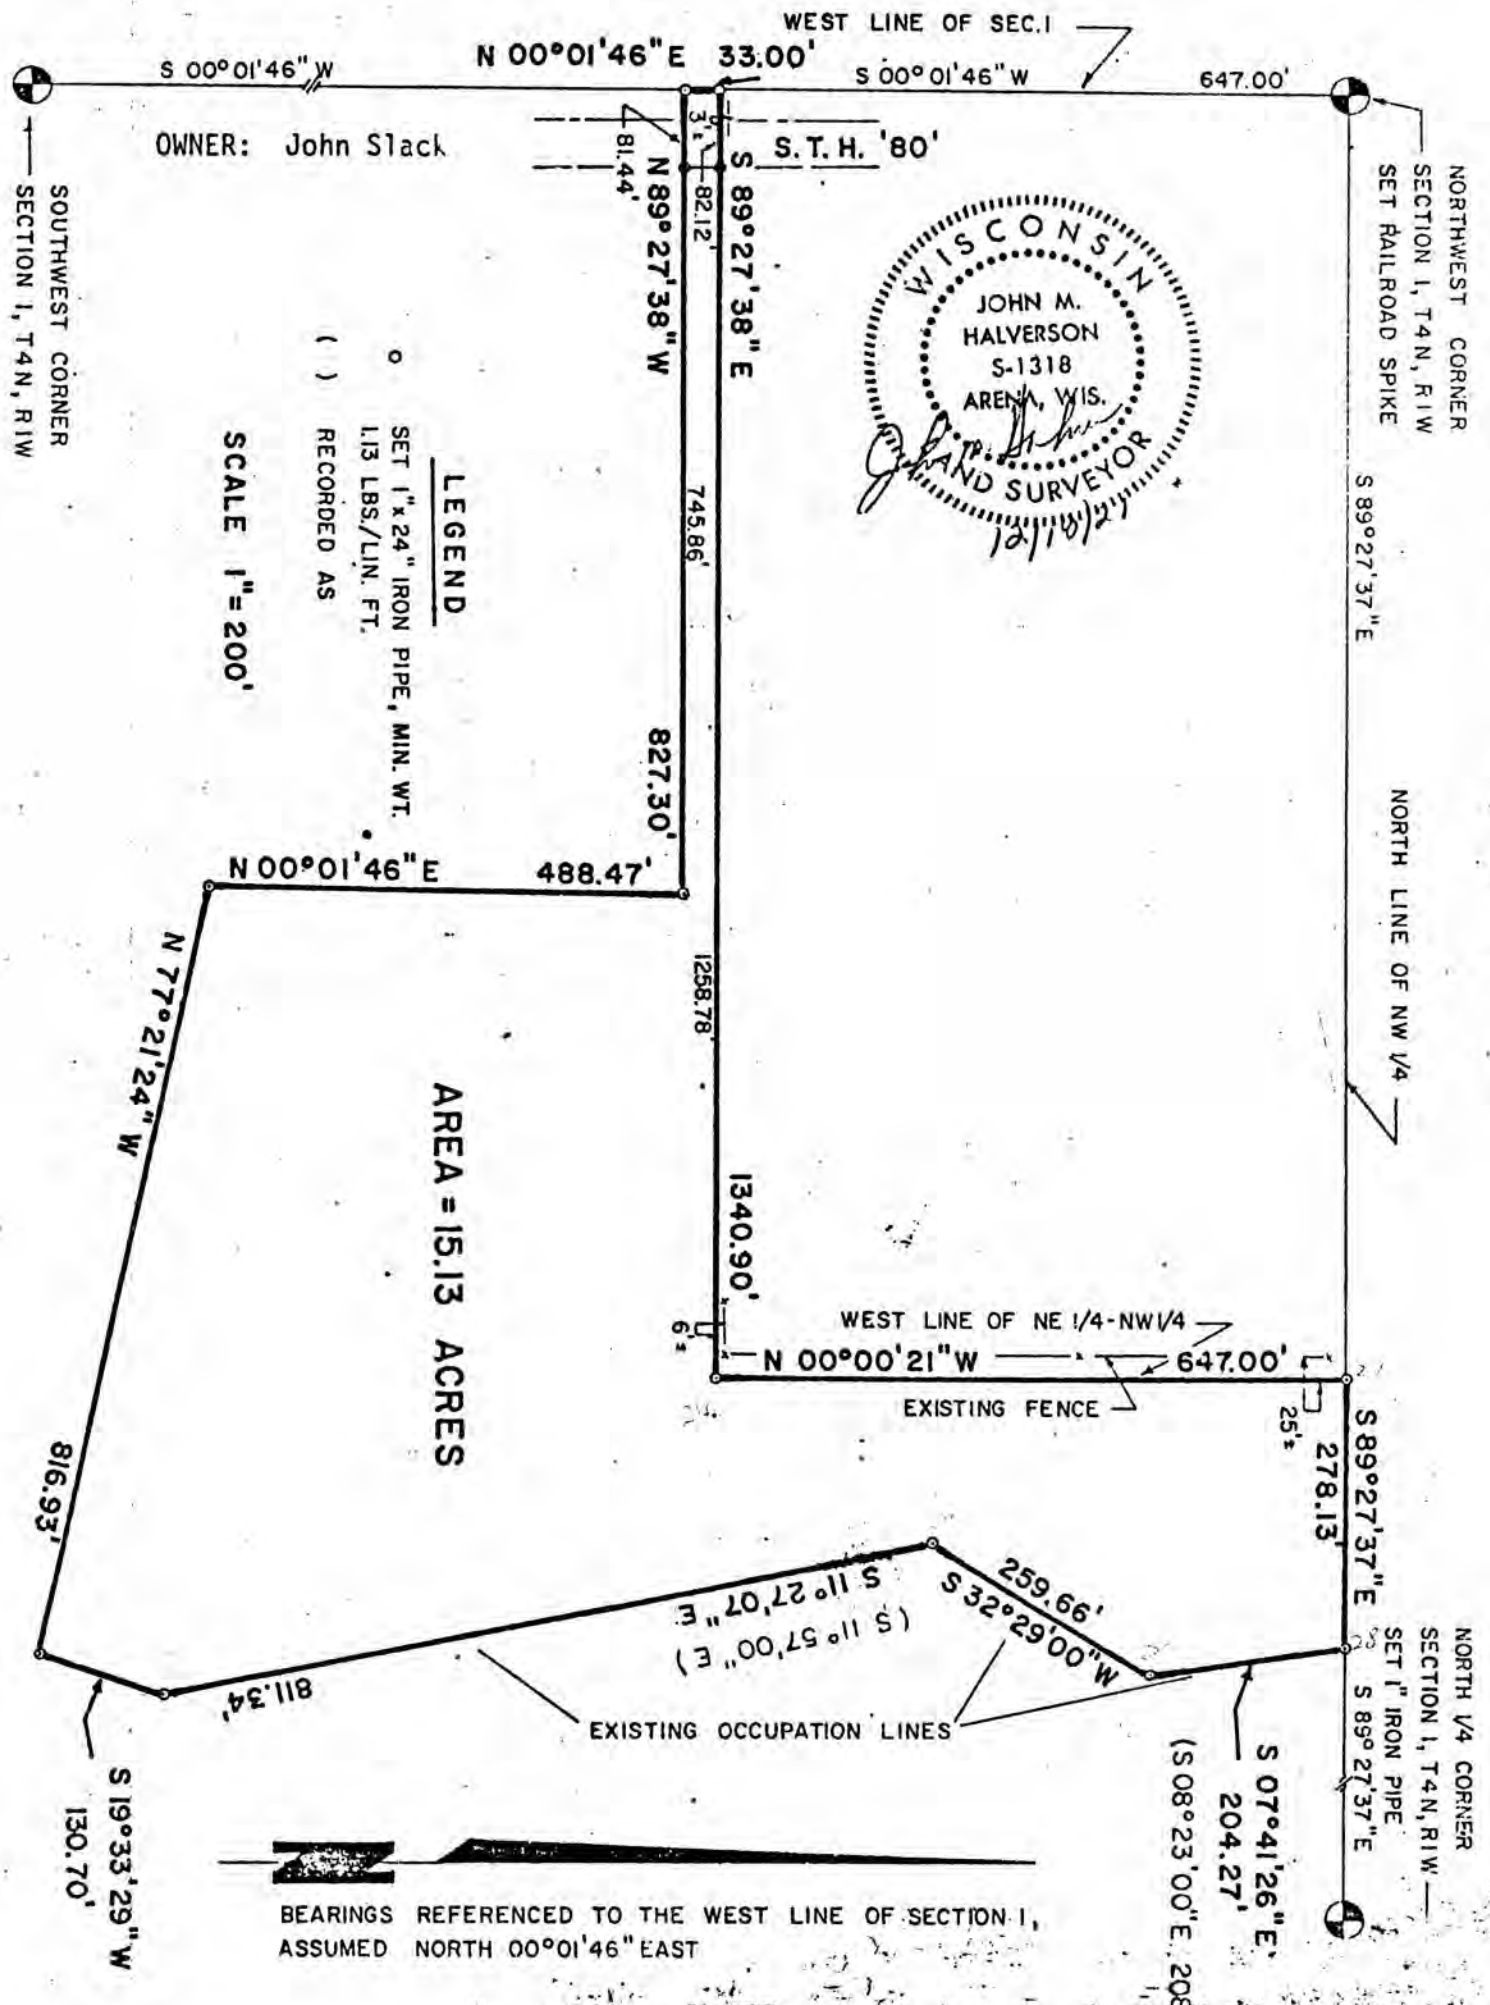 WEST LINE OF SEC.1
N 00°01'46"E 33.00'
S 00°01'46"W
S 00°01'46"W
647.00'
OWNER: John Slack
S.T.H. '80'
3'±
81.44'
82.12'
N 89°27'38"W
S 89°27'38"E
NORTHWEST CORNER
SECTION 1, T4N, R1W
SET RAILROAD SPIKE
SOUTHWEST CORNER
SECTION 1, T4N, R1W
WISCONSIN
JOHN M.
HALVERSON
S-1318
ARENA, WIS.
LAND SURVEYOR
LEGEND
o SET 1"x24" IRON PIPE, MIN. WT.
1.13 LBS./LIN. FT.
( ) RECORDED AS
SCALE 1"=200'
745.86'
827.30'
S 89°27'37"E
NORTH LINE OF NW 1/4
N 00°01'46"E 488.47'
1258.78
1340.90'
N 77°21'24" W
816.93'
AREA = 15.13 ACRES
WEST LINE OF NE 1/4-NW1/4
N 00°00'21"W 647.00'
EXISTING FENCE
6'±
25'±
S 89°27'37"E
278.13'
259.66'
S 32°29'00"W
S 11°27'07"E
(S 11°57'00"E)
811.34'
EXISTING OCCUPATION LINES
NORTH 1/4 CORNER
SECTION 1, T4N, R1W
SET 1" IRON PIPE
S 89°27'37"E
S 07°41'26"E
204.27'
(S 08°23'00"E
S 19°33'29"W
130.70'
N
BEARINGS REFERENCED TO THE WEST LINE OF SECTION 1,
ASSUMED NORTH 00°01'46" EAST